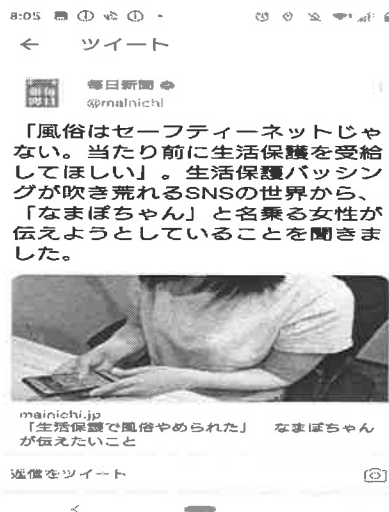 8:05
← ツイート
毎日新聞
@mainichi
「風俗はセーフティーネットじゃ
ない。当たり前に生活保護を受給
してほしい」。生活保護バッシン
グが吹き荒れるSNSの世界から、
「なまぽちゃん」と名乗る女性が
伝えようとしていることを聞きま
した。
mainichi.jp
「生活保護で風俗やめられた」 なまぽちゃん
が伝えたいこと
返信をツイート